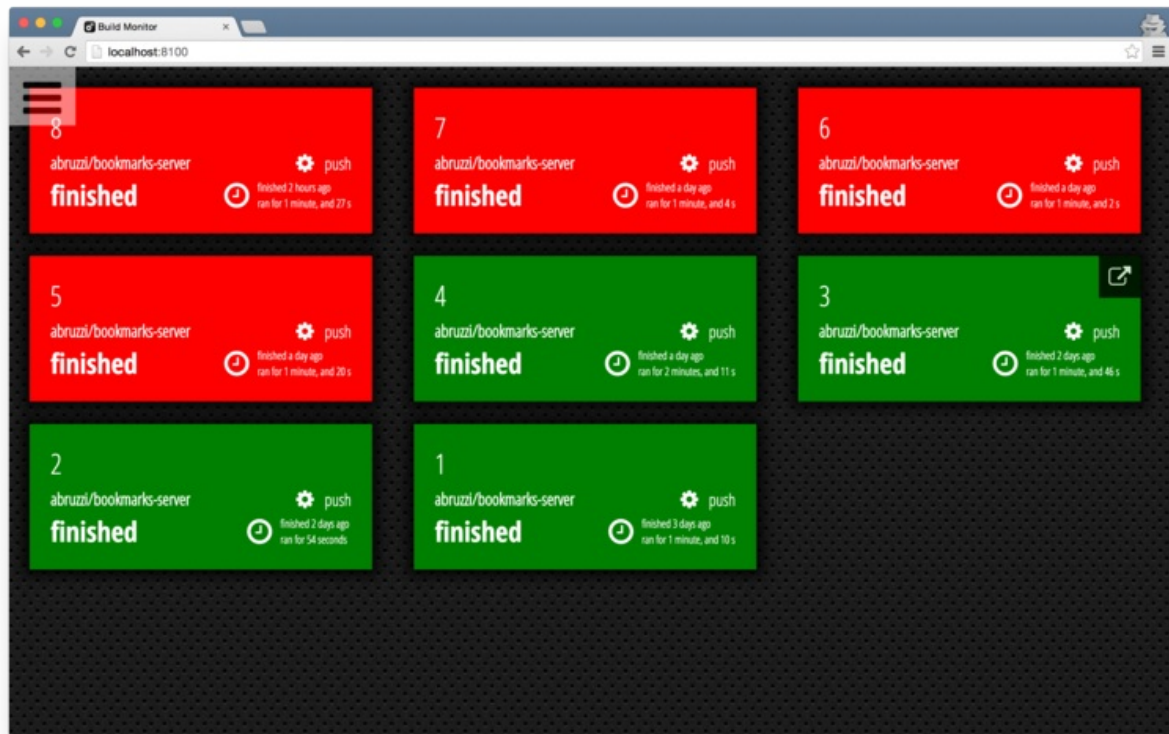 Build Monitor
localhost:8100
8
abruzzi/bookmarks-server
push
finished
finished 2 hours ago
ran for 1 minute, and 27 s
7
abruzzi/bookmarks-server
push
finished
finished a day ago
ran for 1 minute, and 4 s
6
abruzzi/bookmarks-server
push
finished
finished a day ago
ran for 1 minute, and 2 s
5
abruzzi/bookmarks-server
push
finished
finished a day ago
ran for 1 minute, and 20 s
4
abruzzi/bookmarks-server
push
finished
finished a day ago
ran for 2 minutes, and 11 s
3
abruzzi/bookmarks-server
push
finished
finished 2 days ago
ran for 1 minute, and 46 s
2
abruzzi/bookmarks-server
push
finished
finished 2 days ago
ran for 54 seconds
1
abruzzi/bookmarks-server
push
finished
finished 3 days ago
ran for 1 minute, and 10 s